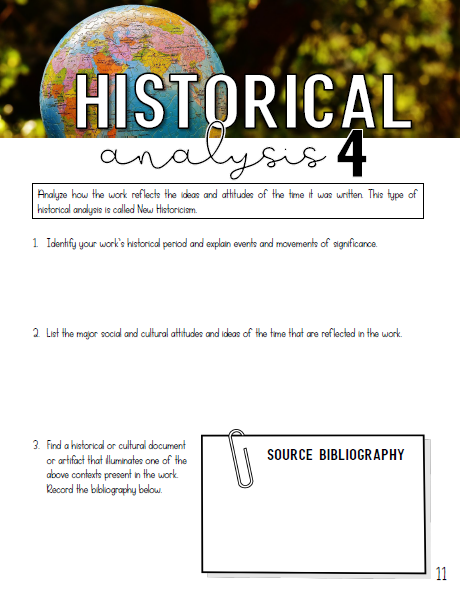 HISTORICAL
analysis 4
Analyze how the work reflects the ideas and attitudes of the time it was written. This type of
historical analysis is called New Historicism.
1. Identify your work's historical period and explain events and movements of significance.
2. List the major social and cultural attitudes and ideas of the time that are reflected in the work.
3. Find a historical or cultural document
or artifact that illuminates one of the
above contexts present in the work.
Record the bibliography below.
SOURCE BIBLIOGRAPHY
11